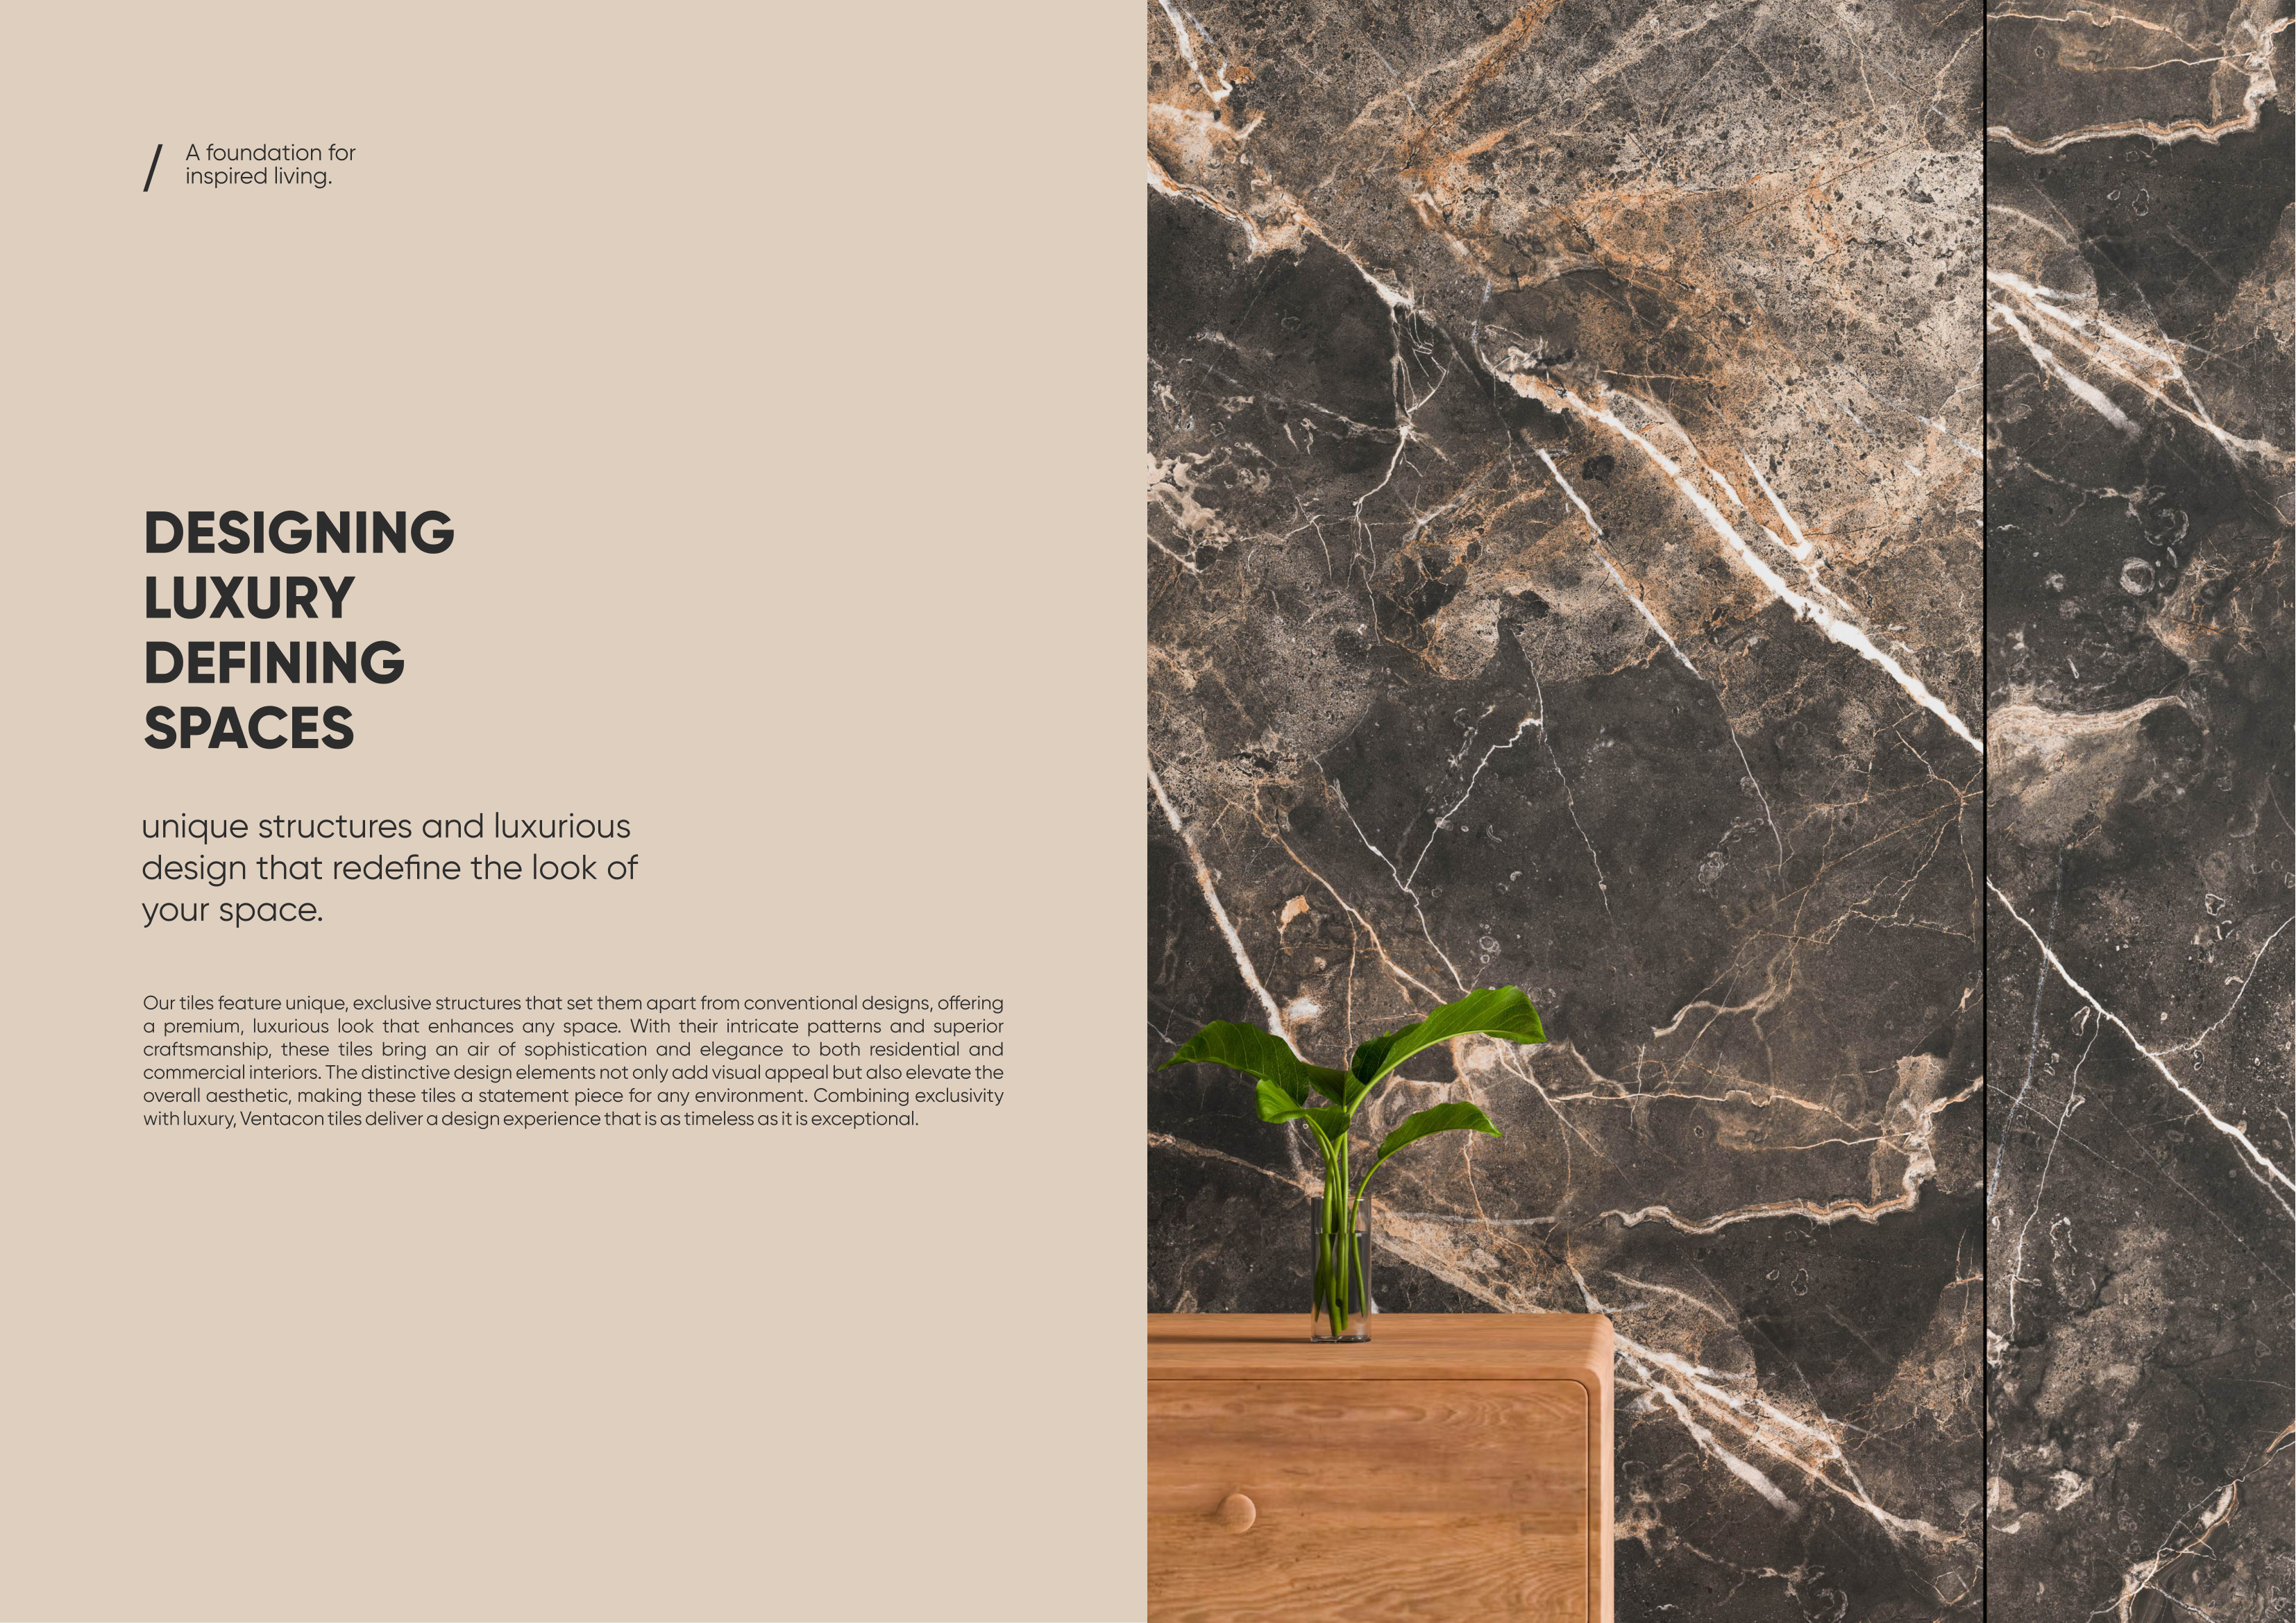 / A foundation for
inspired living.
DESIGNING
LUXURY
DEFINING
SPACES
unique structures and luxurious
design that redefine the look of
your space.
Our tiles feature unique, exclusive structures that set them apart from conventional designs, offering
a premium, luxurious look that enhances any space. With their intricate patterns and superior
craftsmanship, these tiles bring an air of sophistication and elegance to both residential and
commercial interiors. The distinctive design elements not only add visual appeal but also elevate the
overall aesthetic, making these tiles a statement piece for any environment. Combining exclusivity
with luxury, Ventacon tiles deliver a design experience that is as timeless as it is exceptional.